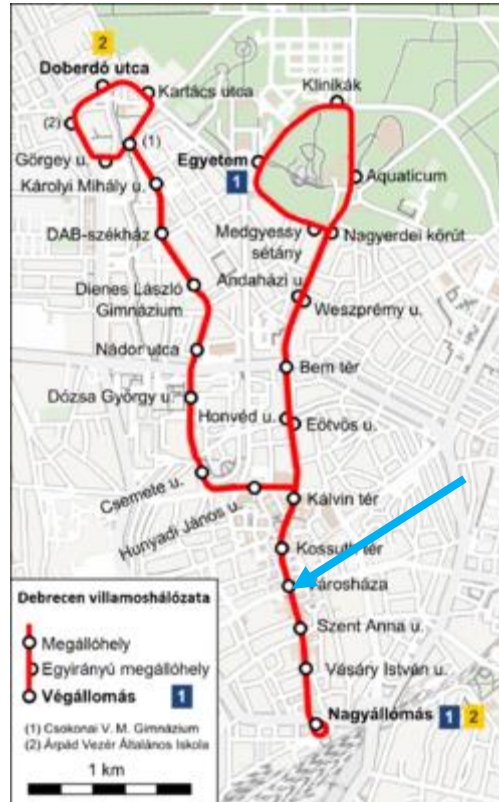 2
Doberdó utca
Kartács utca
Klinikák
(2)
(1)
Görgey u.
Egyetem
1
Aquaticum
Károlyi Mihály u.
DAB-székház
Medgyessy
sétány
Nagyerdei körút
Andaházi u.
Dienes László
Gimnázium
Weszprémy u.
Nádor utca
Bem tér
Dózsa György u.
Honvéd u.
Eötvös u.
Csemete u.
Hunyadi János u.
Kálvin tér
Kossuth tér
Városháza
Szent Anna u.
Vásáry István u.
Nagyállomás 1 2
Debrecen villamoshálózata
Megállóhely
Egyirányú megállóhely
Végállomás 1
(1) Csokonai V. M. Gimnázium
(2) Árpád Vezér Általános Iskola
1 km